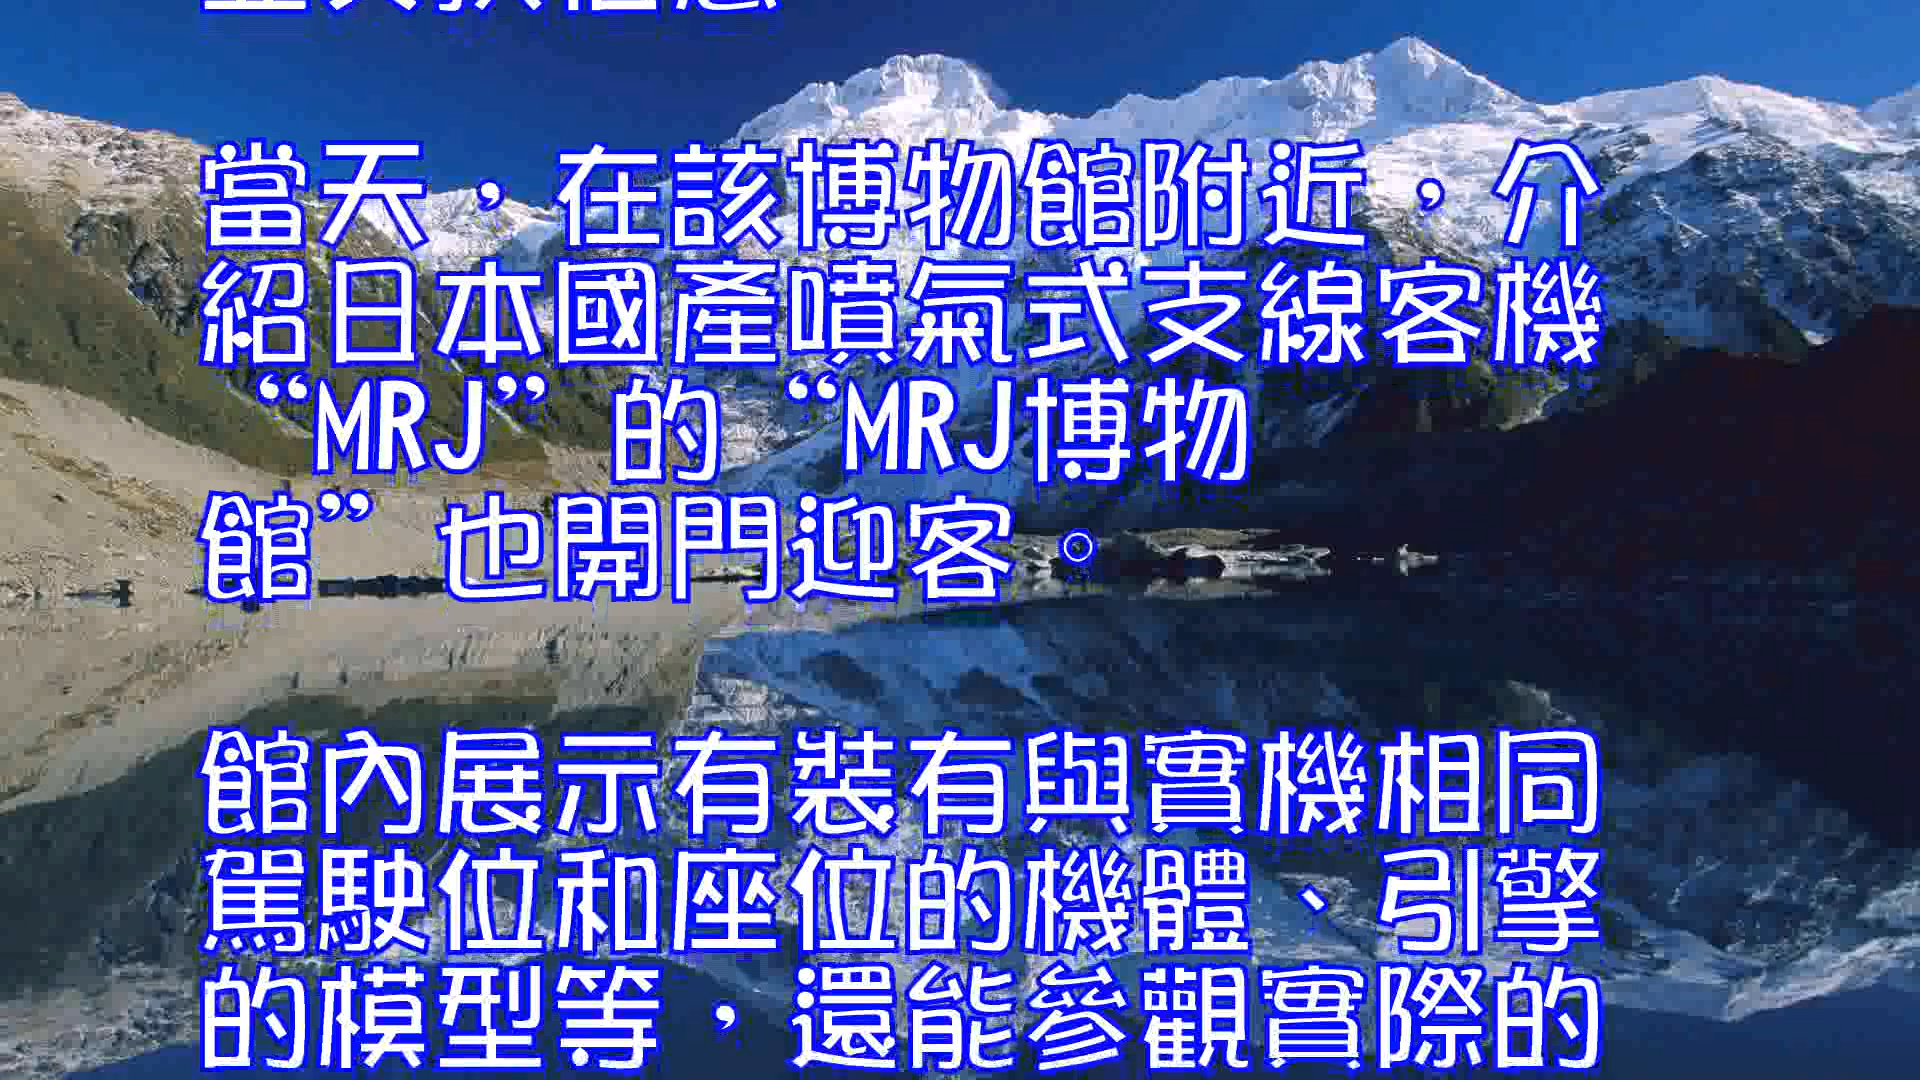 當天，在該博物館附近，介
紹日本國產噴氣式支線客機
“MRJ”的“MRJ博物
館”也開門迎客。
館內展示有裝有與實機相同
駕駛位和座位的機體、引擎
的模型等，還能參觀實際的